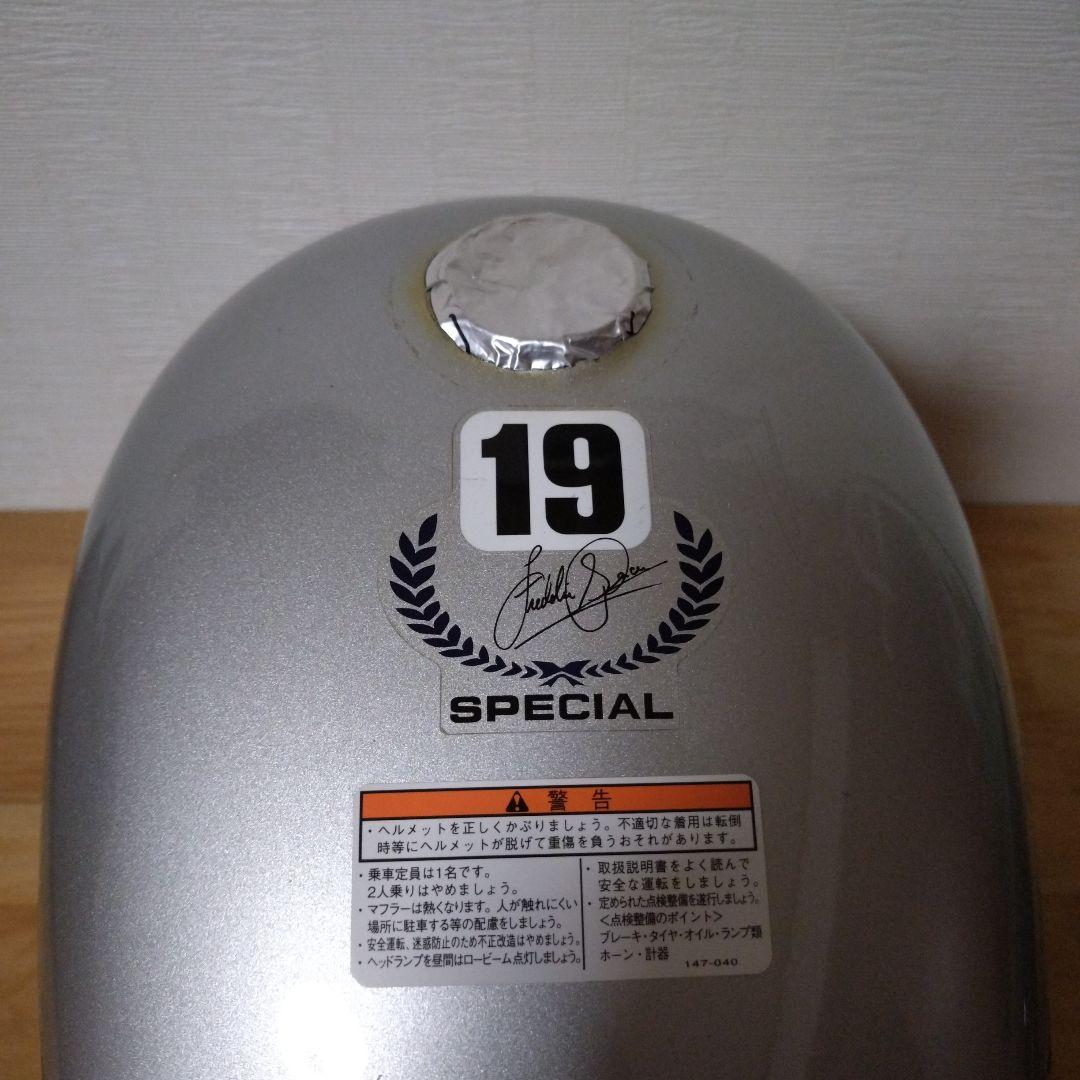 19
Freddie Spencer
SPECIAL
警告
・ヘルメットを正しくかぶりましょう。不適切な着用は転倒
時等にヘルメットが脱げて重傷を負うおそれがあります。
・乗車定員は1名です。
2人乗りはやめましょう。
・マフラーは熱くなります。人が触れにくい
場所に駐車する等の配慮をしましょう。
・安全運転、迷惑防止のため不正改造はやめましょう。
・ヘッドランプを昼間はロービーム点灯しましょう。
・取扱説明書をよく読んで
安全な運転をしましょう。
・定められた点検整備を遂行しましょう。
<点検整備のポイント>
ブレーキ・タイヤ・オイル・ランプ類
ホーン・計器
147-040